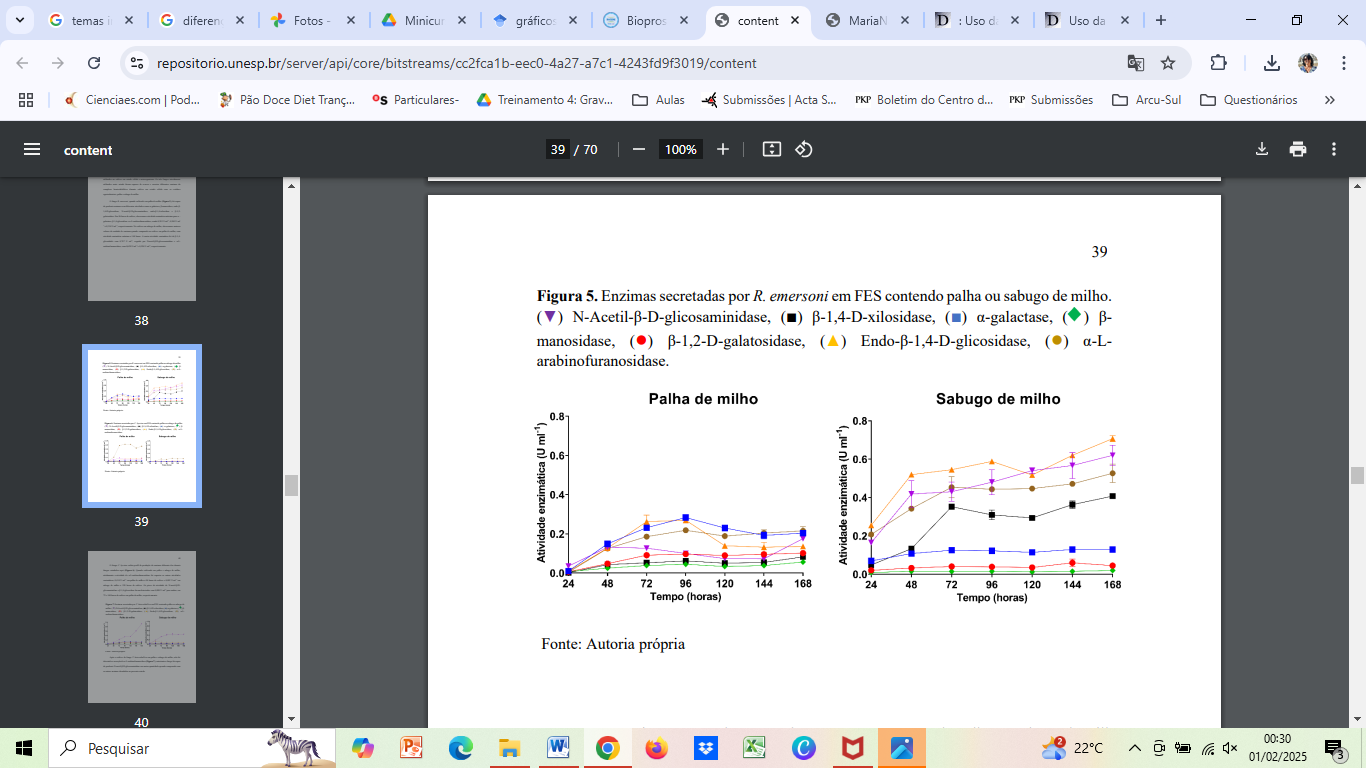 temas in
diferenc
Fotos -
Minicur
gráficos
Biopros
content
MariaN
: Uso da
Uso da
repositorio.unesp.br/server/api/core/bitstreams/cc2fca1b-eec0-4a27-a7c1-4243fd9f3019/content
Cienciaes.com | Pod...
Pão Doce Diet Tranç...
Particulares-
Treinamento 4: Grav...
Aulas
Submissões | Acta S...
PKP Boletim do Centro d...
PKP Submissões
Arcu-Sul
Questionários
content
39 / 70
100%
38
39
40
39
Figura 5. Enzimas secretadas por R. emersoni em FES contendo palha ou sabugo de milho.
(▼) N-Acetil-β-D-glicosaminidase, (■) β-1,4-D-xilosidase, (■) α-galactase, (◆) β-
manosidase, (●) β-1,2-D-galatosidase, (▲) Endo-β-1,4-D-glicosidase, (●) α-L-
arabinofuranosidase.
Palha de milho
Atividade enzimática (U ml⁻¹)
0.8
0.6
0.4
0.2
0.0
24 48 72 96 120 144 168
Tempo (horas)
Sabugo de milho
Atividade enzimática (U ml⁻¹)
0.8
0.6
0.4
0.2
0.0
24 48 72 96 120 144 168
Tempo (horas)
Fonte: Autoria própria
Pesquisar
2
22°C
00:30
01/02/2025
3